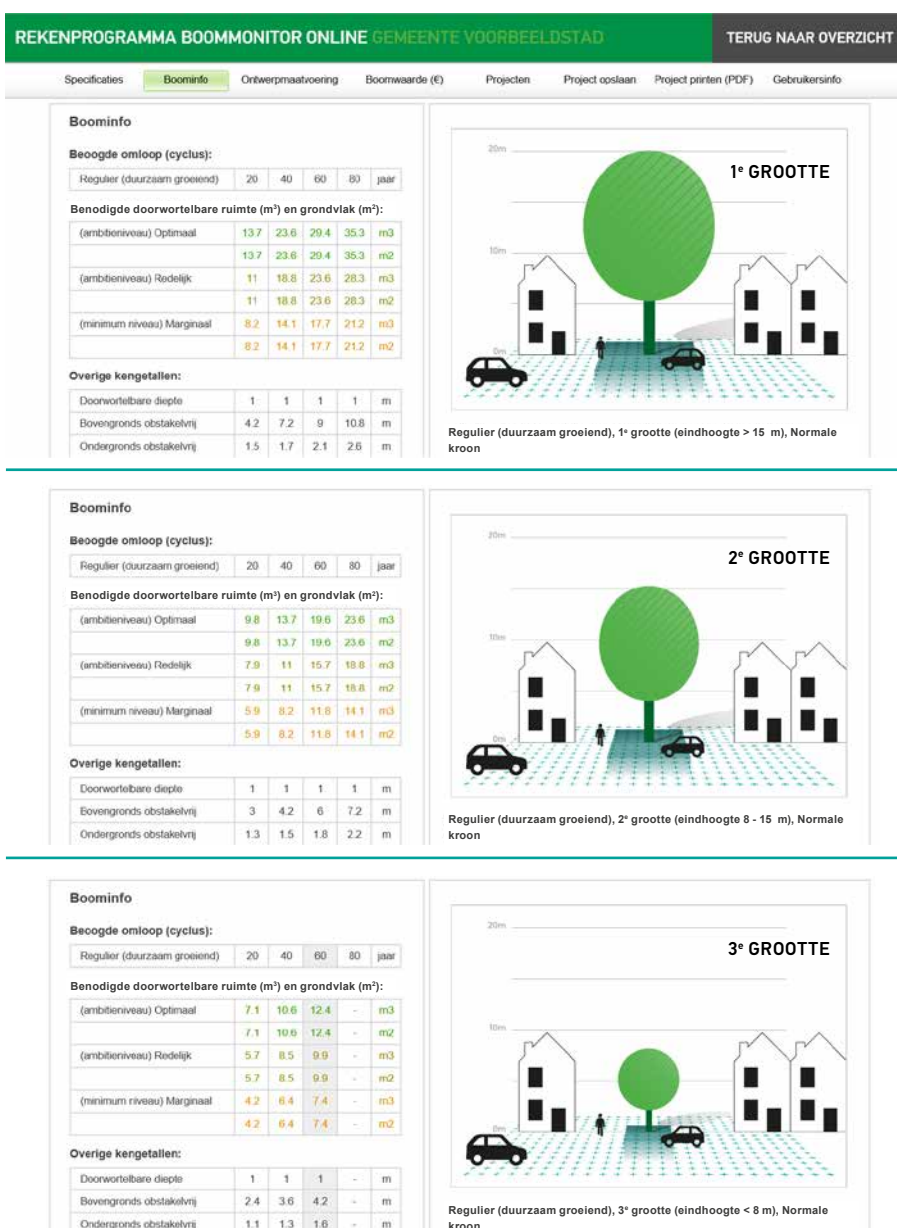 REKENPROGRAMMA BOOMMONITOR ONLINE GEMEENTE VOORBEELDSTAD
TERUG NAAR OVERZICHT
Specificaties Boominfo Ontwerpmaatvoering Boomwaarde (€) Projecten Project opslaan Project printen (PDF) Gebruikersinfo
Boominfo
Beoogde omloop (cyclus):
Regulier (duurzaam groeiend) 20 40 60 80 jaar
Benodigde doorwortelbare ruimte (m³) en grondvlak (m²):
(ambitieniveau) Optimaal 13.7 23.6 29.4 35.3 m3
13.7 23.6 29.4 35.3 m2
(ambitieniveau) Redelijk 11 18.8 23.6 28.3 m3
11 18.8 23.6 28.3 m2
(minimum niveau) Marginaal 8.2 14.1 17.7 21.2 m3
8.2 14.1 17.7 21.2 m2
Overige kengetallen:
Doorwortelbare diepte 1 1 1 1 m
Bovengronds obstakelvrij 4.2 7.2 9 10.8 m
Ondergronds obstakelvrij 1.5 1.7 2.1 2.6 m
20m
1e GROOTTE
10m
0m
Regulier (duurzaam groeiend), 1e grootte (eindhoogte > 15 m), Normale
kroon
Boominfo
Beoogde omloop (cyclus):
Regulier (duurzaam groeiend) 20 40 60 80 jaar
Benodigde doorwortelbare ruimte (m³) en grondvlak (m²):
(ambitieniveau) Optimaal 9.8 13.7 19.6 23.6 m3
9.8 13.7 19.6 23.6 m2
(ambitieniveau) Redelijk 7.9 11 15.7 18.8 m3
7.9 11 15.7 18.8 m2
(minimum niveau) Marginaal 5.9 8.2 11.8 14.1 m3
5.9 8.2 11.8 14.1 m2
Overige kengetallen:
Doorwortelbare diepte 1 1 1 1 m
Bovengronds obstakelvrij 3 4.2 6 7.2 m
Ondergronds obstakelvrij 1.3 1.5 1.8 2.2 m
20m
2e GROOTTE
10m
0m
Regulier (duurzaam groeiend), 2e grootte (eindhoogte 8 - 15 m), Normale
kroon
Boominfo
Beoogde omloop (cyclus):
Regulier (duurzaam groeiend) 20 40 60 80 jaar
Benodigde doorwortelbare ruimte (m³) en grondvlak (m²):
(ambitieniveau) Optimaal 7.1 10.6 12.4 - m3
7.1 10.6 12.4 - m2
(ambitieniveau) Redelijk 5.7 8.5 9.9 - m3
5.7 8.5 9.9 - m2
(minimum niveau) Marginaal 4.2 6.4 7.4 - m3
4.2 6.4 7.4 - m2
Overige kengetallen:
Doorwortelbare diepte 1 1 1 - m
Bovengronds obstakelvrij 2.4 3.6 4.2 - m
Ondergronds obstakelvrij 1.1 1.3 1.6 - m
20m
3e GROOTTE
10m
0m
Regulier (duurzaam groeiend), 3e grootte (eindhoogte < 8 m), Normale
kroon